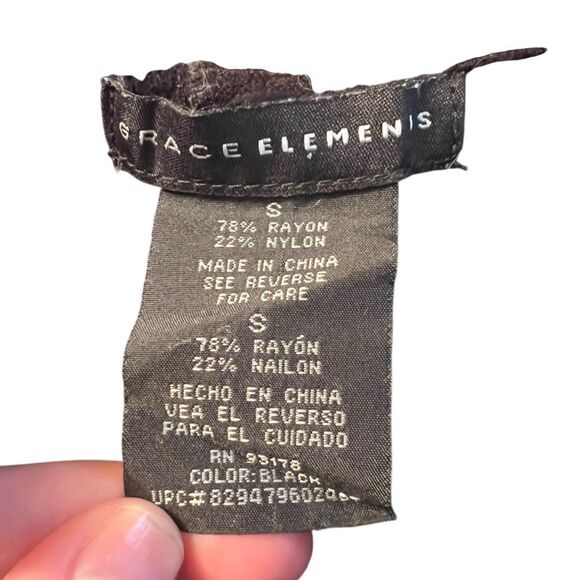 GRACE ELEMENTS
S
78% RAYON
22% NYLON
MADE IN CHINA
SEE REVERSE
FOR CARE
S
78% RAYÓN
22% NAILON
HECHO EN CHINA
VEA EL REVERSO
PARA EL CUIDADO
RN 93178
COLOR:BLACK